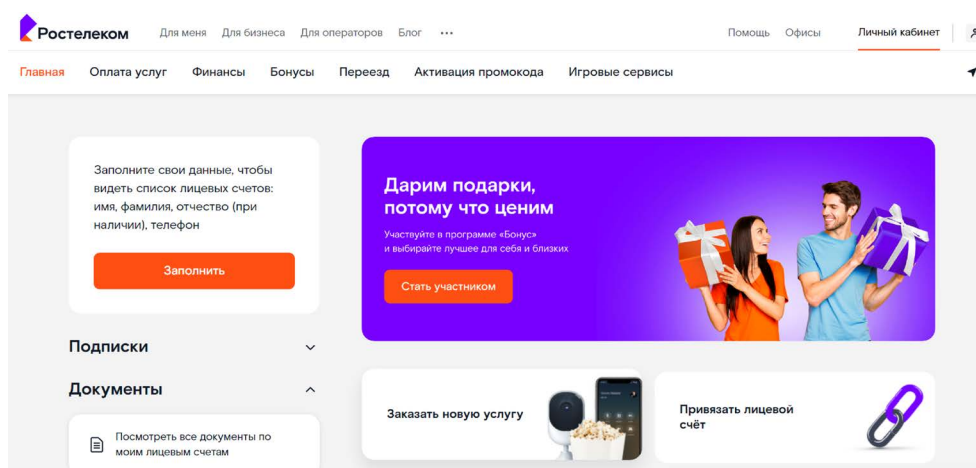 Ростелеком
Для меня Для бизнеса Для операторов Блог ...
Помощь Офисы Личный кабинет
Главная Оплата услуг Финансы Бонусы Переезд Активация промокода Игровые сервисы
Заполните свои данные, чтобы
видеть список лицевых счетов:
имя, фамилия, отчество (при
наличии), телефон
Заполнить
Подписки
Документы
Посмотреть все документы по
моим лицевым счетам
Дарим подарки,
потому что ценим
Участвуйте в программе «Бонус»
и выбирайте лучшее для себя и близких
Стать участником
Заказать новую услугу
Привязать лицевой
счёт